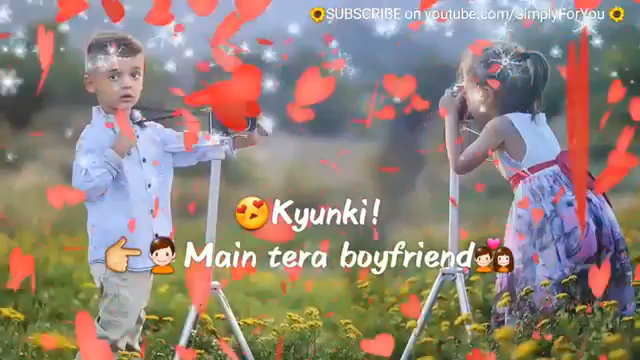 🌻SUBSCRIBE on youtube.com/SimplyForYou 🌻
😍Kyunki!
👉👦Main tera boyfriend💑